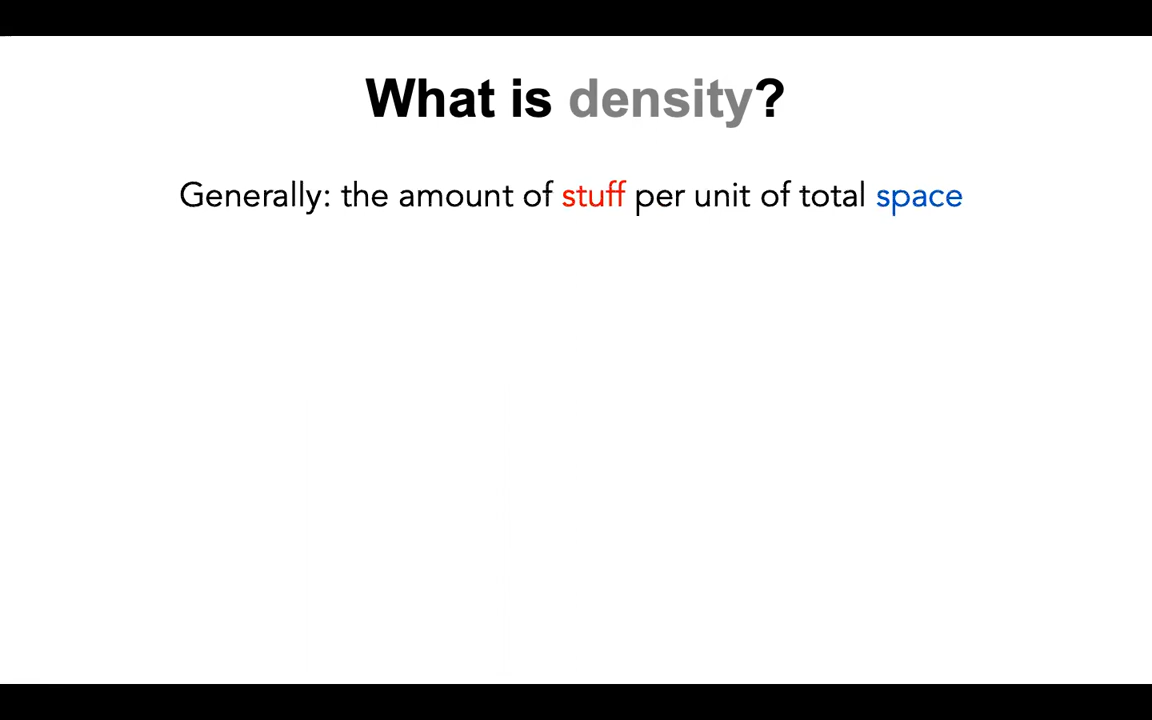 What is density?
Generally: the amount of stuff per unit of total space